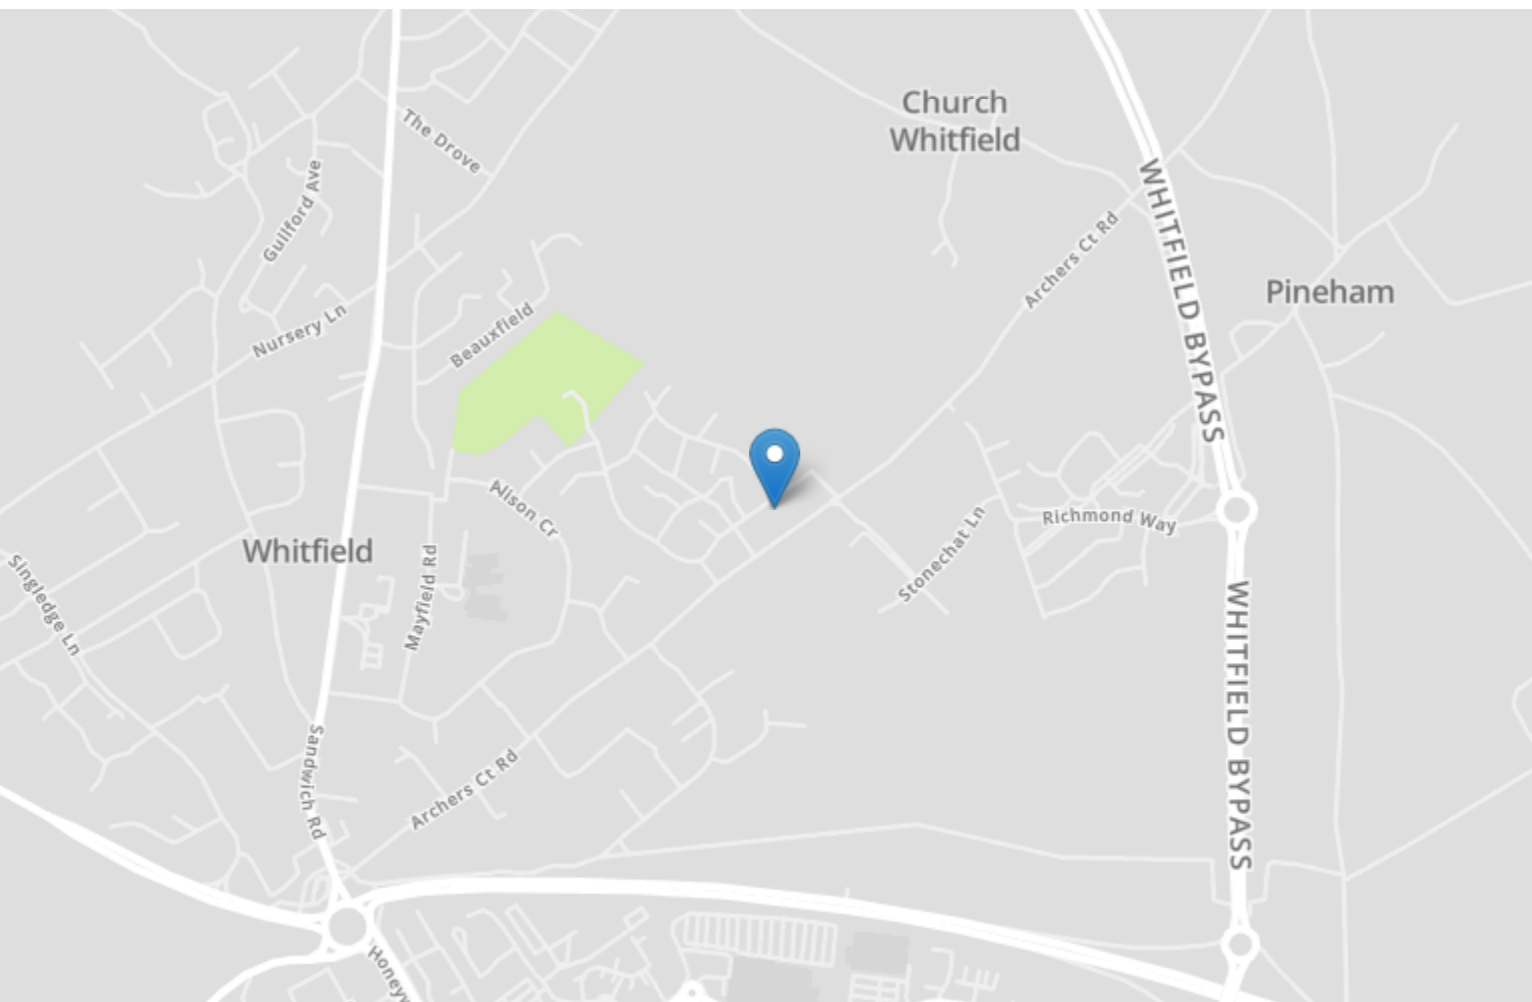 Church
Whitfield
The Drove
WHITFIELD BYPASS
Guilford Ave
Archers Ct Rd
Pineham
Nursery Ln
Beauxfield
Alison Cr
Richmond Way
Whitfield
Stonechat Ln
Singledge Ln
Mayfield Rd
WHITFIELD BYPASS
Sandwich Rd
Archers Ct Rd